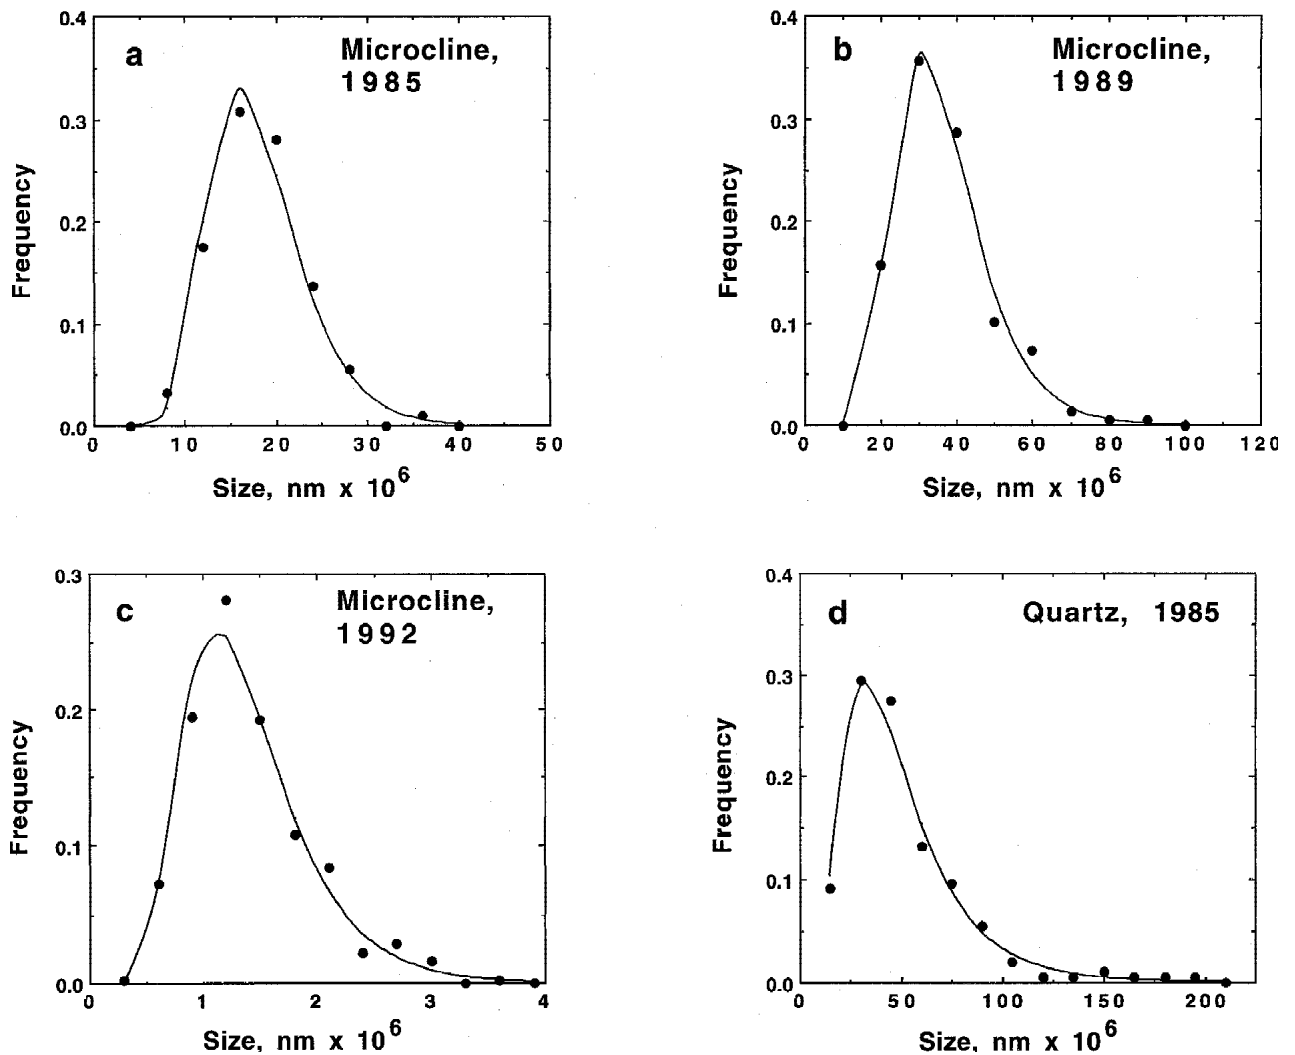 a
Microcline,
1985
0.4
0.3
0.2
0.1
0.0
Frequency
0 10 20 30 40 50
Size, nm x 10^6
b
Microcline,
1989
0.4
0.3
0.2
0.1
0.0
Frequency
0 20 40 60 80 100 120
Size, nm x 10^6
c
Microcline,
1992
0.3
0.2
0.1
0.0
Frequency
0 1 2 3 4
Size, nm x 10^6
d
Quartz, 1985
0.4
0.3
0.2
0.1
0.0
Frequency
0 50 100 150 200
Size, nm x 10^6